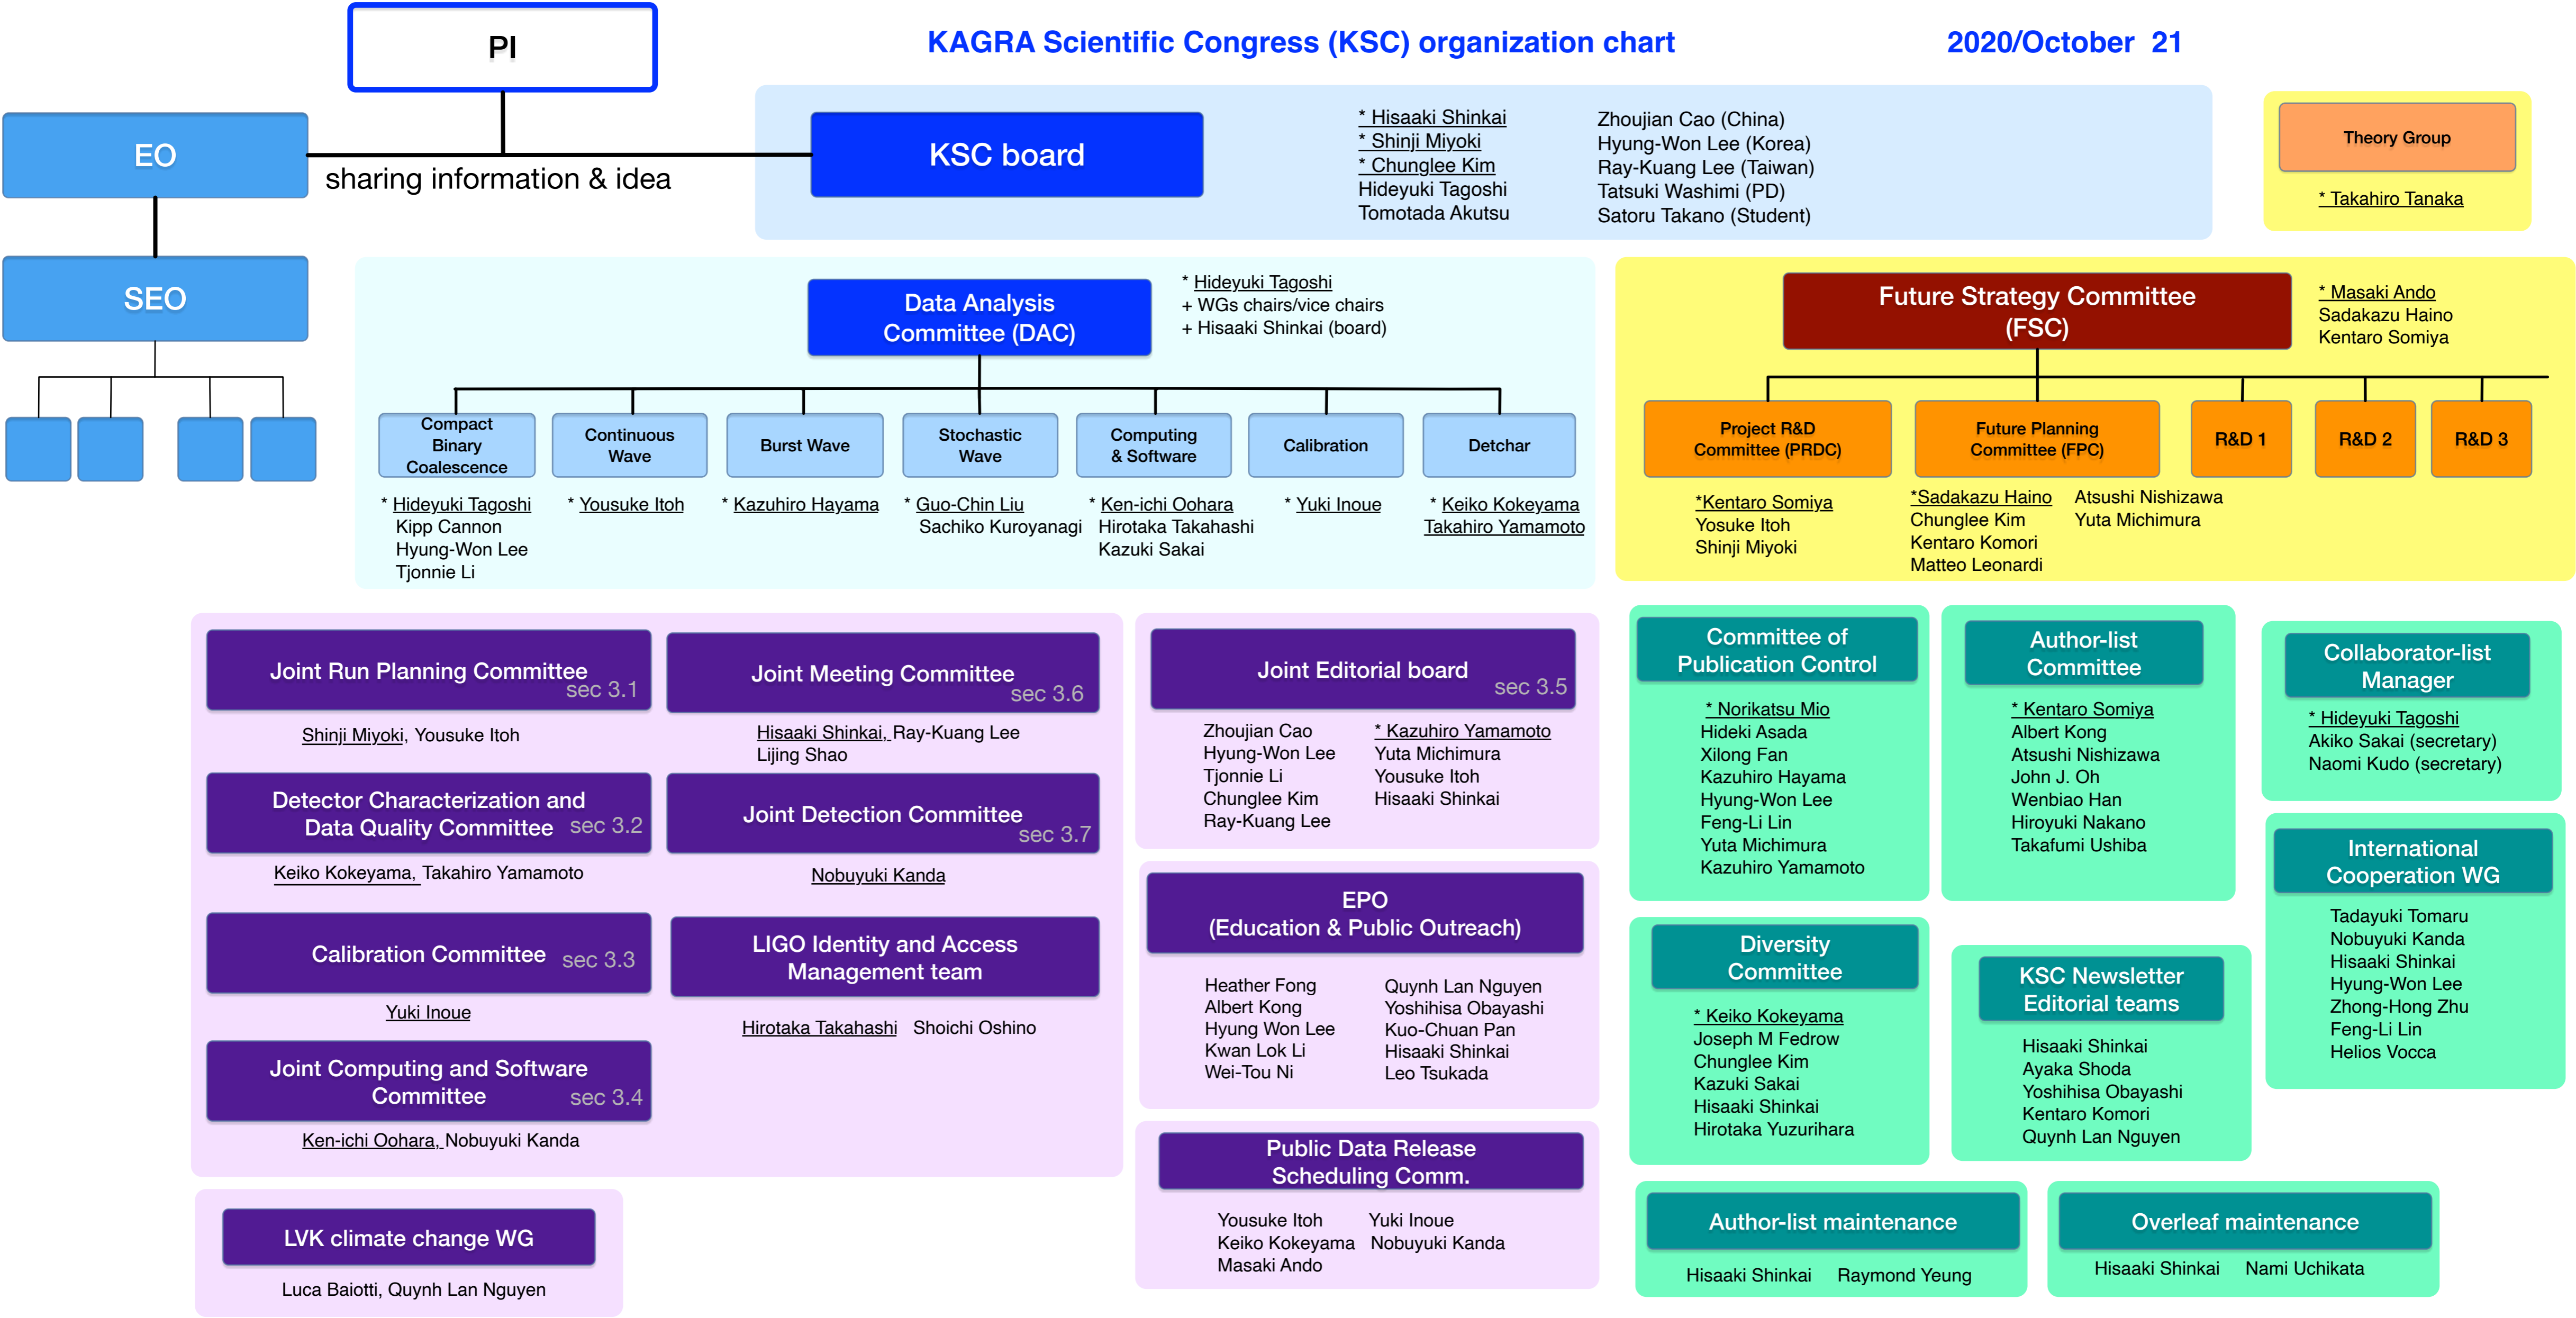 PI
KAGRA Scientific Congress (KSC) organization chart
2020/October 21
EO
sharing information & idea
SEO
KSC board
* Hisaaki Shinkai
* Shinji Miyoki
* Chunglee Kim
Hideyuki Tagoshi
Tomotada Akutsu
Zhoujian Cao (China)
Hyung-Won Lee (Korea)
Ray-Kuang Lee (Taiwan)
Tatsuki Washimi (PD)
Satoru Takano (Student)
Theory Group
* Takahiro Tanaka
Data Analysis
Committee (DAC)
* Hideyuki Tagoshi
+ WGs chairs/vice chairs
+ Hisaaki Shinkai (board)
Compact
Binary
Coalescence
* Hideyuki Tagoshi
Kipp Cannon
Hyung-Won Lee
Tjonnie Li
Continuous
Wave
* Yousuke Itoh
Burst Wave
* Kazuhiro Hayama
Stochastic
Wave
* Guo-Chin Liu
Sachiko Kuroyanagi
Computing
& Software
* Ken-ichi Oohara
Hirotaka Takahashi
Kazuki Sakai
Calibration
* Yuki Inoue
Detchar
* Keiko Kokeyama
Takahiro Yamamoto
Future Strategy Committee
(FSC)
* Masaki Ando
Sadakazu Haino
Kentaro Somiya
Project R&D
Committee (PRDC)
*Kentaro Somiya
Yosuke Itoh
Shinji Miyoki
Future Planning
Committee (FPC)
*Sadakazu Haino
Chunglee Kim
Kentaro Komori
Matteo Leonardi
Atsushi Nishizawa
Yuta Michimura
R&D 1
R&D 2
R&D 3
Joint Run Planning Committee
sec 3.1
Shinji Miyoki, Yousuke Itoh
Detector Characterization and
Data Quality Committee
sec 3.2
Keiko Kokeyama, Takahiro Yamamoto
Calibration Committee
sec 3.3
Yuki Inoue
Joint Computing and Software
Committee
sec 3.4
Ken-ichi Oohara, Nobuyuki Kanda
Joint Meeting Committee
sec 3.6
Hisaaki Shinkai, Ray-Kuang Lee
Lijing Shao
Joint Detection Committee
sec 3.7
Nobuyuki Kanda
LIGO Identity and Access
Management team
Hirotaka Takahashi Shoichi Oshino
LVK climate change WG
Luca Baiotti, Quynh Lan Nguyen
Joint Editorial board
sec 3.5
Zhoujian Cao
Hyung-Won Lee
Tjonnie Li
Chunglee Kim
Ray-Kuang Lee
* Kazuhiro Yamamoto
Yuta Michimura
Yousuke Itoh
Hisaaki Shinkai
EPO
(Education & Public Outreach)
Heather Fong
Albert Kong
Hyung Won Lee
Kwan Lok Li
Wei-Tou Ni
Quynh Lan Nguyen
Yoshihisa Obayashi
Kuo-Chuan Pan
Hisaaki Shinkai
Leo Tsukada
Public Data Release
Scheduling Comm.
Yousuke Itoh
Keiko Kokeyama
Masaki Ando
Yuki Inoue
Nobuyuki Kanda
Committee of
Publication Control
* Norikatsu Mio
Hideki Asada
Xilong Fan
Kazuhiro Hayama
Hyung-Won Lee
Feng-Li Lin
Yuta Michimura
Kazuhiro Yamamoto
Author-list
Committee
* Kentaro Somiya
Albert Kong
Atsushi Nishizawa
John J. Oh
Wenbiao Han
Hiroyuki Nakano
Takafumi Ushiba
Collaborator-list
Manager
* Hideyuki Tagoshi
Akiko Sakai (secretary)
Naomi Kudo (secretary)
International
Cooperation WG
Tadayuki Tomaru
Nobuyuki Kanda
Hisaaki Shinkai
Hyung-Won Lee
Zhong-Hong Zhu
Feng-Li Lin
Helios Vocca
Diversity
Committee
* Keiko Kokeyama
Joseph M Fedrow
Chunglee Kim
Kazuki Sakai
Hisaaki Shinkai
Hirotaka Yuzurihara
KSC Newsletter
Editorial teams
Hisaaki Shinkai
Ayaka Shoda
Yoshihisa Obayashi
Kentaro Komori
Quynh Lan Nguyen
Author-list maintenance
Hisaaki Shinkai Raymond Yeung
Overleaf maintenance
Hisaaki Shinkai Nami Uchikata